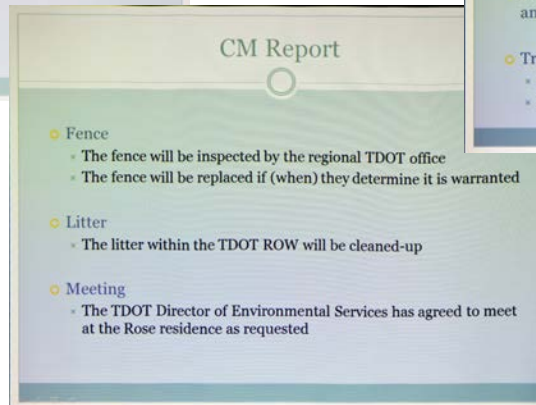 an
Tr
CM Report
Fence
The fence will be inspected by the regional TDOT office
The fence will be replaced if (when) they determine it is warranted
Litter
The litter within the TDOT ROW will be cleaned-up
Meeting
The TDOT Director of Environmental Services has agreed to meet
at the Rose residence as requested